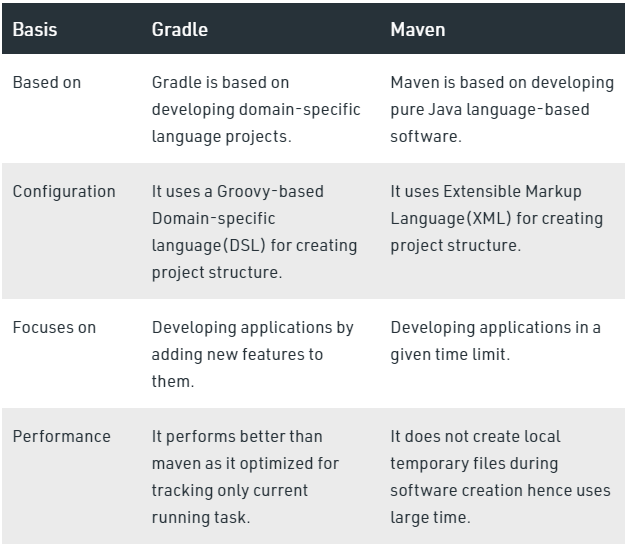 Basis Gradle Maven
Based on Gradle is based on Maven is based on developing
developing domain-specific pure Java language-based
language projects. software.
Configuration It uses a Groovy-based It uses Extensible Markup
Domain-specific Language(XML) for creating
language(DSL) for creating project structure.
project structure.
Focuses on Developing applications by Developing applications in a
adding new features to given time limit.
them.
Performance It performs better than It does not create local
maven as it optimized for temporary files during
tracking only current software creation hence uses
running task. large time.